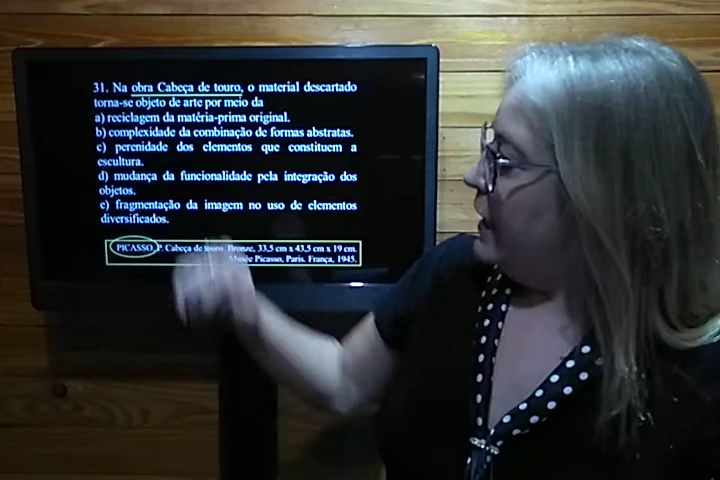 31. Na obra Cabeça de touro, o material descartado
torna-se objeto de arte por meio da
a) reciclagem da matéria-prima original.
b) complexidade da combinação de formas abstratas.
c) perenidade dos elementos que constituem a
escultura.
d) mudança da funcionalidade pela integração dos
objetos.
e) fragmentação da imagem no uso de elementos
diversificados.
PICASSO, P. Cabeça de touro. Bronze, 33,5 cm x 43,5 cm x 19 cm.
Musée Picasso, Paris. França, 1945.